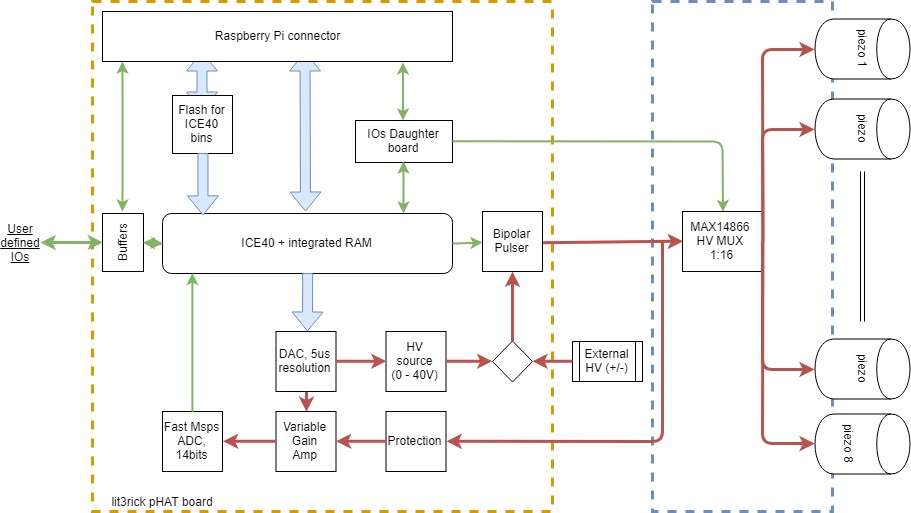 Raspberry Pi connector
Flash for
ICE40
bins
IOs Daughter
board
User
defined
IOs
Buffers
ICE40 + integrated RAM
Bipolar
Pulser
MAX14866
HV MUX
1:16
DAC, 5us
resolution
HV
source
(0 - 40V)
External
HV (+/-)
Fast Msps
ADC,
14bits
Variable
Gain
Amp
Protection
lit3rick pHAT board
piezo 1
piezo
piezo
piezo 8